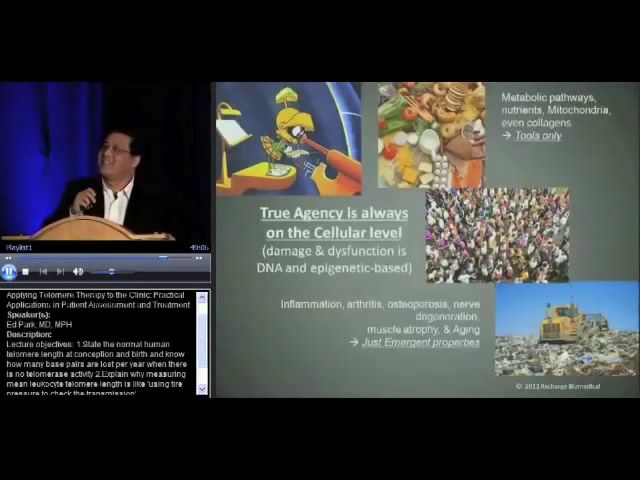 Playlist1
49:06
Applying Telomere Therapy to the Clinic: Practical
Applications in Patient Assessment and Treatment
Speaker(s):
Ed Park, MD, MPH
Description:
Lecture objectives: 1.State the normal human
telomere length at conception and birth and know
how many base pairs are lost per year when there
is no telomerase activity 2.Explain why measuring
mean leukocyte telomere length is like 'using tire
pressure to check the transmission'
Metabolic pathways,
nutrients, Mitochondria,
even collagens
→ Tools only
True Agency is always
on the Cellular level
(damage & dysfunction is
DNA and epigenetic-based)
Inflammation, arthritis, osteoporosis, nerve
degeneration,
muscle atrophy, & Aging
→ Just Emergent properties
© 2011 Recharge Biomedical